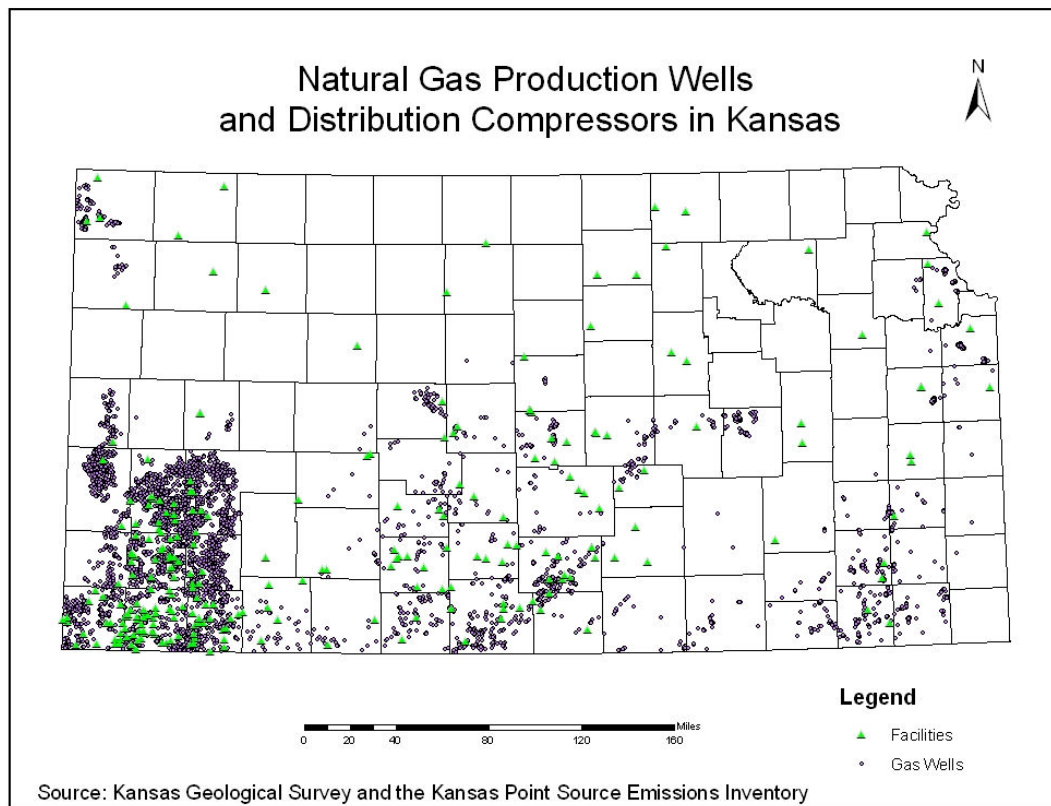 Natural Gas Production Wells
and Distribution Compressors in Kansas
N
Miles
0 20 40 80 120 160
Legend
Facilities
Gas Wells
Source: Kansas Geological Survey and the Kansas Point Source Emissions Inventory